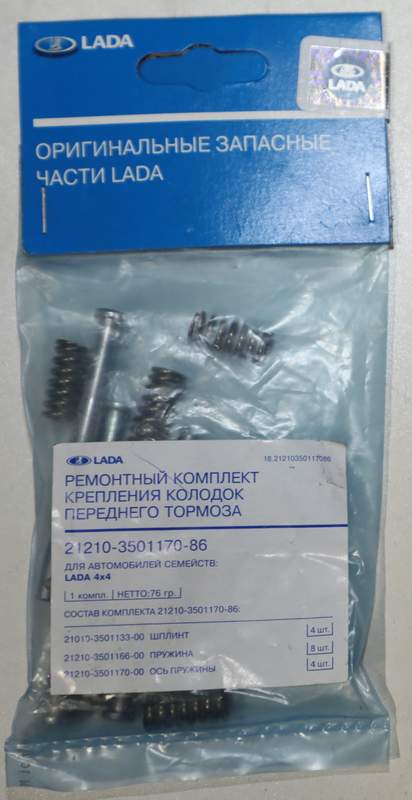 LADA
LADA
ОРИГИНАЛЬНЫЕ ЗАПАСНЫЕ
ЧАСТИ LADA
LADA
18.21210350117086
РЕМОНТНЫЙ КОМПЛЕКТ
КРЕПЛЕНИЯ КОЛОДОК
ПЕРЕДНЕГО ТОРМОЗА
21210-3501170-86
ДЛЯ АВТОМОБИЛЕЙ СЕМЕЙСТВ:
LADA 4x4
1 компл. НЕТТО:76 гр.
СОСТАВ КОМПЛЕКТА 21210-3501170-86:
21010-3501133-00 ШПЛИНТ 4 шт.
21210-3501166-00 ПРУЖИНА 8 шт.
21210-3501170-00 ОСЬ ПРУЖИНЫ 4 шт.